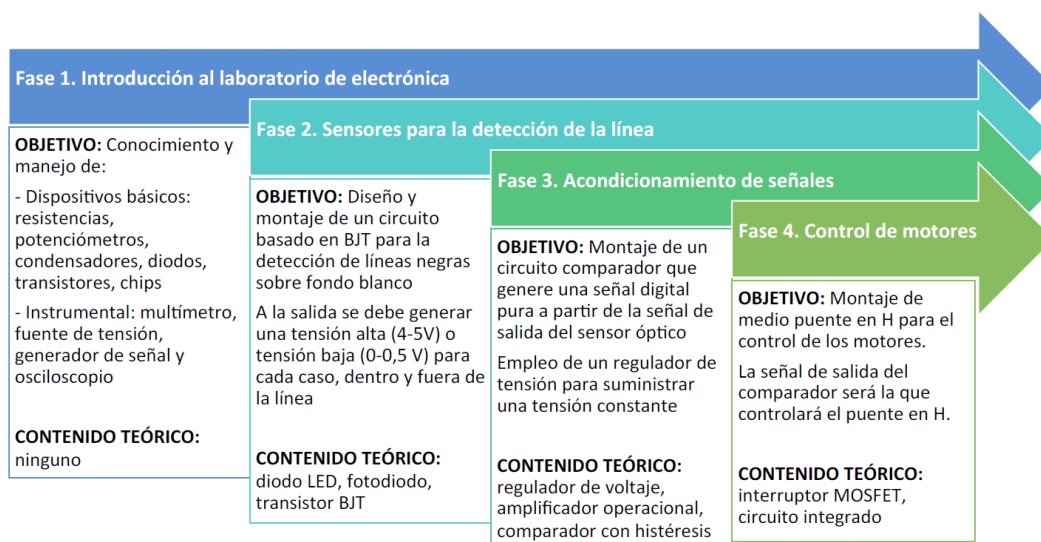 Fase 1. Introducción al laboratorio de electrónica
OBJETIVO: Conocimiento y
manejo de:
- Dispositivos básicos:
resistencias,
potenciómetros,
condensadores, diodos,
transistores, chips
- Instrumental: multímetro,
fuente de tensión,
generador de señal y
osciloscopio
CONTENIDO TEÓRICO:
ninguno
Fase 2. Sensores para la detección de la línea
OBJETIVO: Diseño y
montaje de un circuito
basado en BJT para la
detección de líneas negras
sobre fondo blanco
A la salida se debe generar
una tensión alta (4-5V) o
tensión baja (0-0,5 V) para
cada caso, dentro y fuera de
la línea
CONTENIDO TEÓRICO:
diodo LED, fotodiodo,
transistor BJT
Fase 3. Acondicionamiento de señales
OBJETIVO: Montaje de un
circuito comparador que
genere una señal digital
pura a partir de la señal de
salida del sensor óptico
Empleo de un regulador de
tensión para suministrar
una tensión constante
CONTENIDO TEÓRICO:
regulador de voltaje,
amplificador operacional,
comparador con histéresis
Fase 4. Control de motores
OBJETIVO: Montaje de
medio puente en H para el
control de los motores.
La señal de salida del
comparador será la que
controlará el puente en H.
CONTENIDO TEÓRICO:
interruptor MOSFET,
circuito integrado